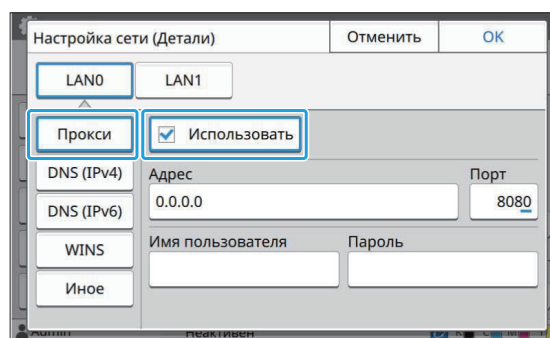 Настройка сети (Детали) Отменить OK
LAN0 LAN1
Прокси Использовать
DNS (IPv4) Адрес Порт
DNS (IPv6) 0.0.0.0 8080
WINS Имя пользователя Пароль
Иное
Admin Неактивен K C M